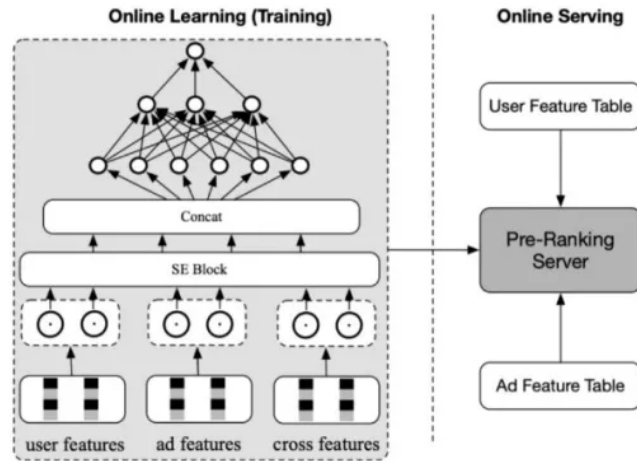 Online Learning (Training)
Online Serving
User Feature Table
Concat
Pre-Ranking
Server
SE Block
Ad Feature Table
user features
ad features
cross features